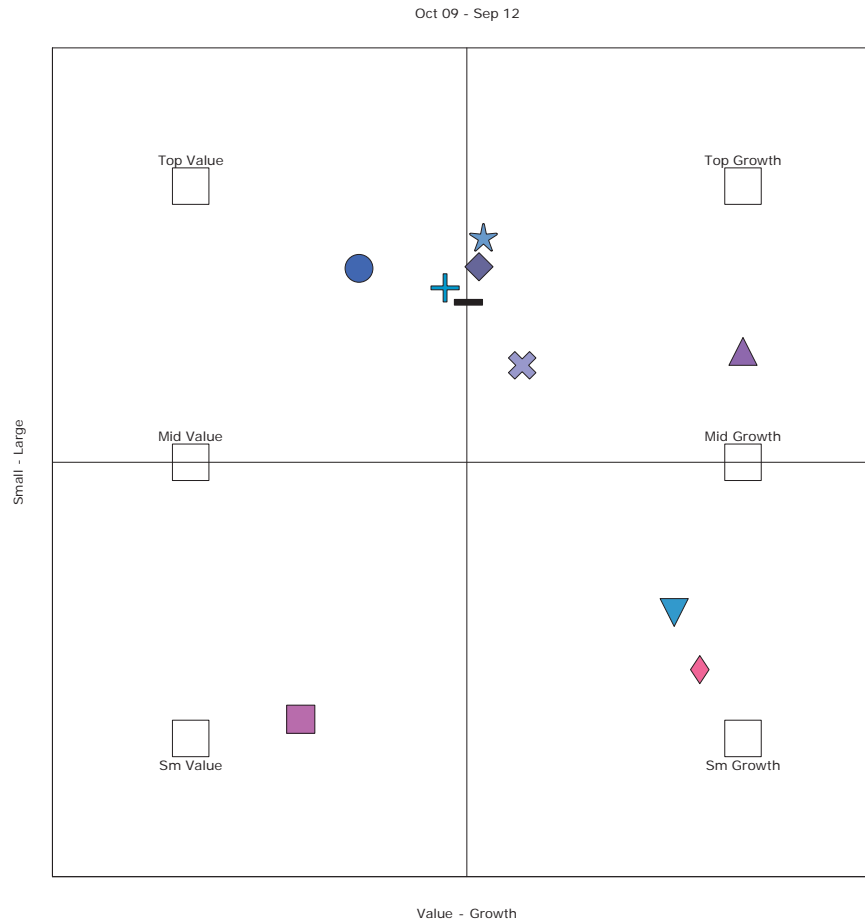 Oct 09 - Sep 12
Top Value
Top Growth
Small - Large
Mid Value
Mid Growth
Sm Value
Sm Growth
Value - Growth